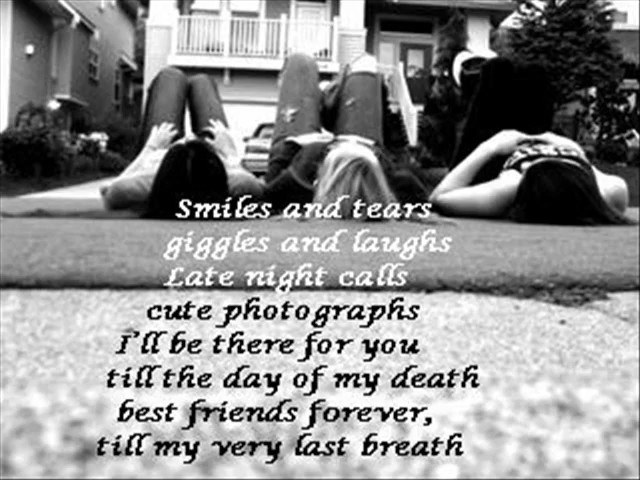 Smiles and tears
giggles and laughs
Late night calls
cute photographs
I'll be there for you
till the day of my death
best friends forever,
till my very last breath